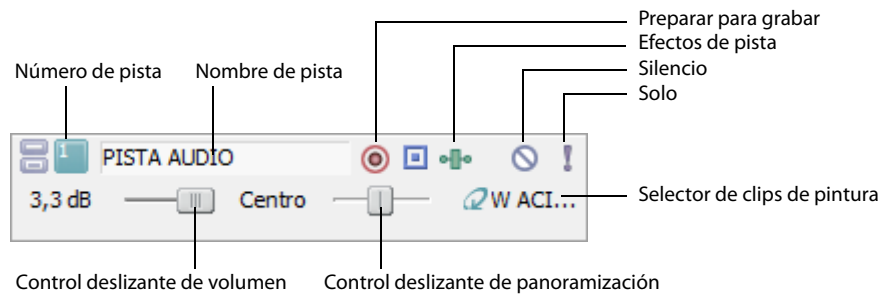 Preparar para grabar
Efectos de pista
Silencio
Solo
Número de pista
Nombre de pista
1
PISTA AUDIO
3,3 dB
Centro
W ACI...
Selector de clips de pintura
Control deslizante de volumen
Control deslizante de panoramización